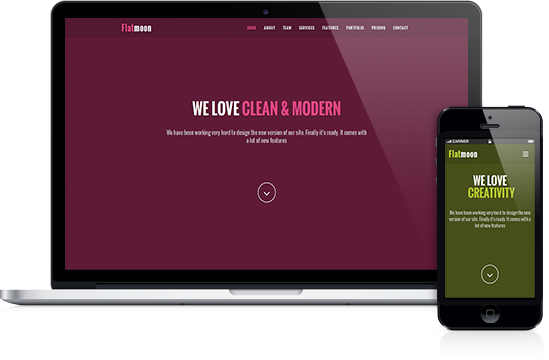 Flatmoon HOME ABOUT TEAM SERVICES FEATURES PORTFOLIO PRICING CONTACT
WE LOVE CLEAN & MODERN
We have been working very hard to design the new version of our site. Finally it's ready. It comes with
a lot of new features
CARRIER
Flatmoon
WE LOVE
CREATIVITY
We have been working very hard to design the new
version of our site. Finally it's ready. It comes with a
lot of new features